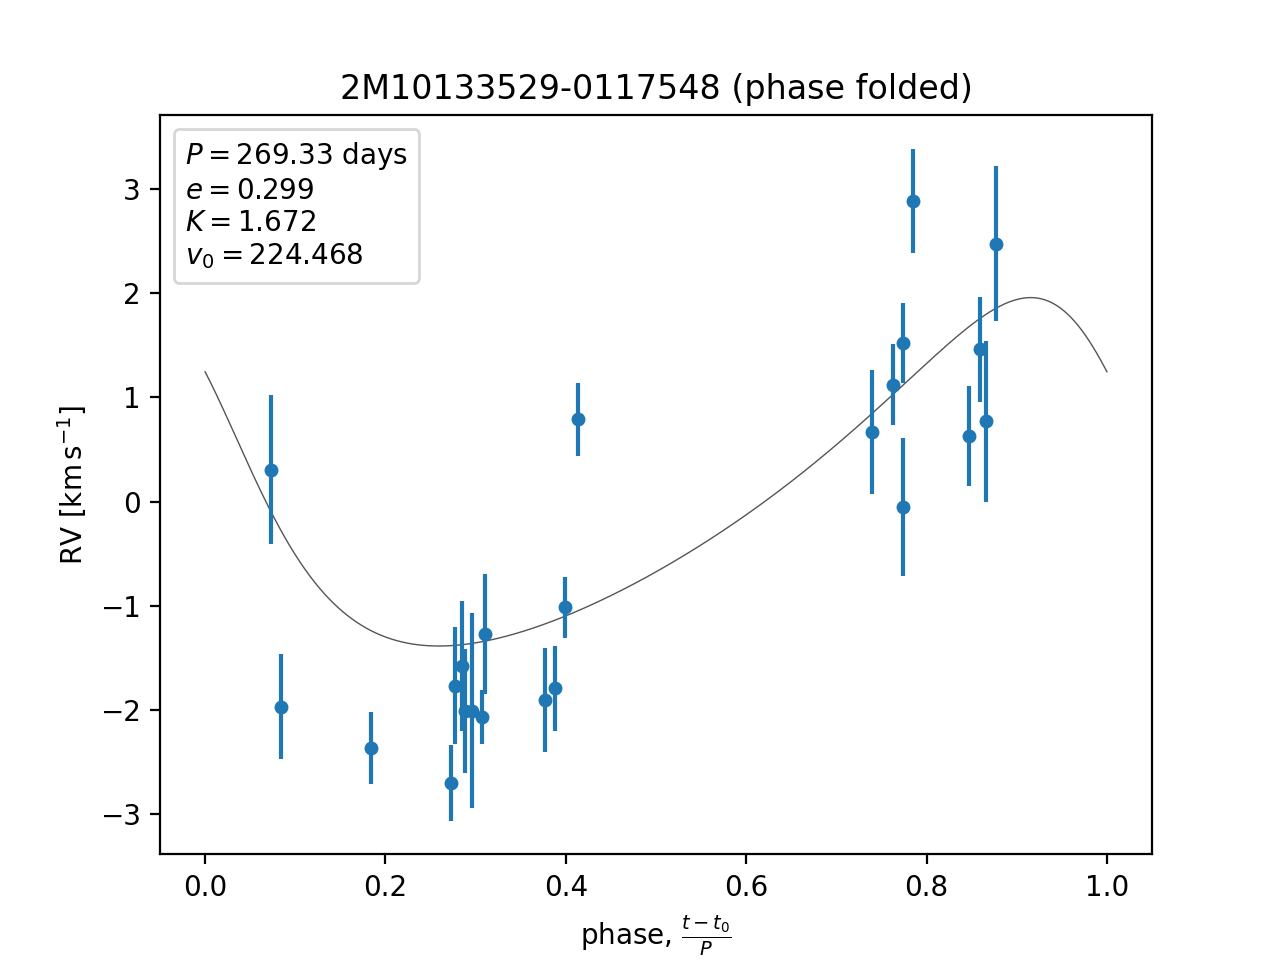 2M10133529-0117548 (phase folded)
P = 269.33 days
e = 0.299
K = 1.672
v₀ = 224.468
3
2
1
0
−1
−2
−3
RV [km s⁻¹]
0.0 0.2 0.4 0.6 0.8 1.0
phase, (t − t₀)/P